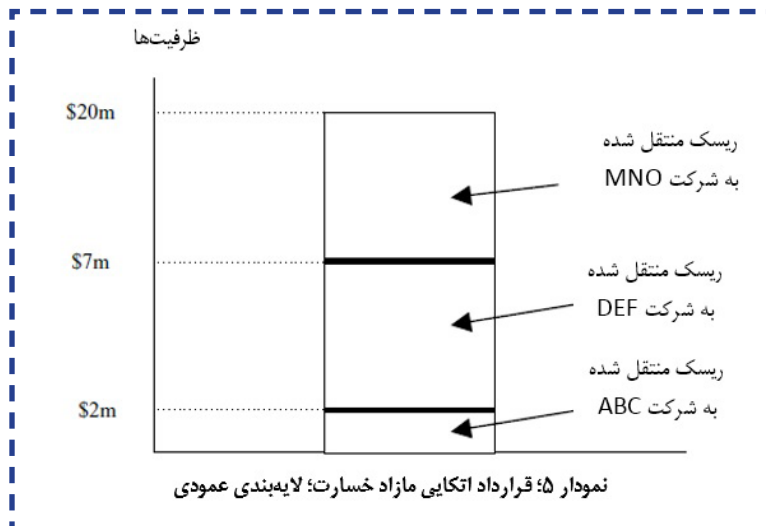 ظرفیت‌ها
$20m
ریسک منتقل شده
به شرکت MNO
$7m
ریسک منتقل شده
به شرکت DEF
ریسک منتقل شده
به شرکت ABC
$2m
نمودار ۵؛ قرارداد اتکایی مازاد خسارت؛ لایه‌بندی عمودی